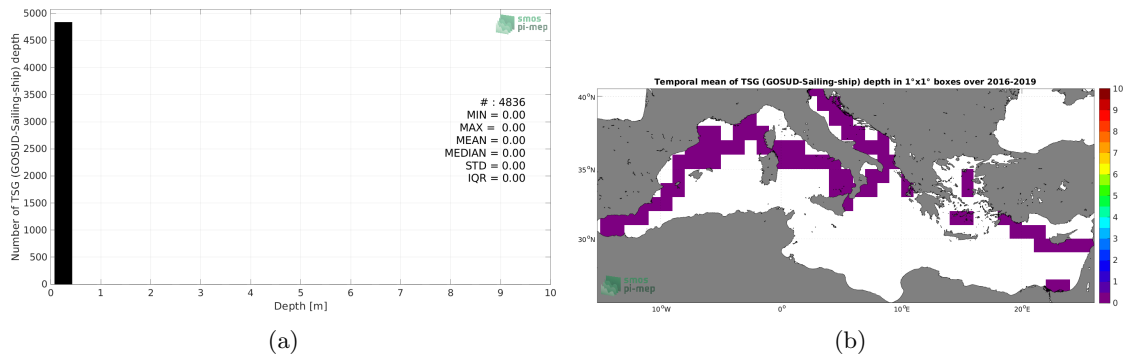 5000
4500
4000
3500
3000
2500
2000
1500
1000
500
0
Number of TSG (GOSUD-Sailing-ship) depth
smos
pi-mep
# : 4836
MIN = 0.00
MAX = 0.00
MEAN = 0.00
MEDIAN = 0.00
STD = 0.00
IQR = 0.00
0 1 2 3 4 5 6 7 8 9 10
Depth [m]
(a)
Temporal mean of TSG (GOSUD-Sailing-ship) depth in 1°x1° boxes over 2016-2019
40°N
35°N
30°N
10°W 0° 10°E 20°E
smos
pi-mep
10
9
8
7
6
5
4
3
2
1
0
(b)